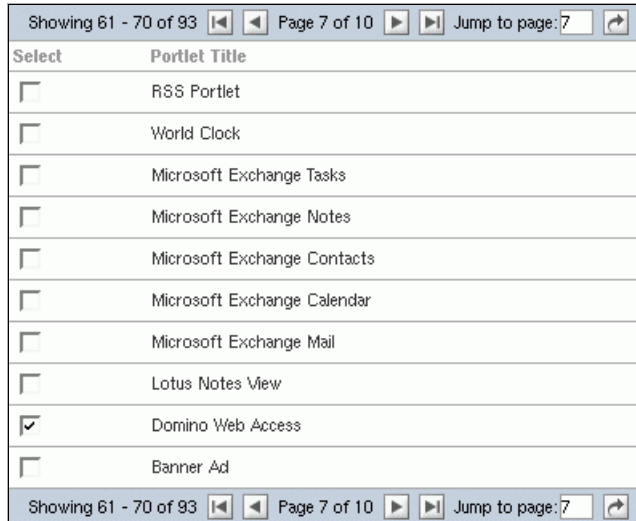 Showing 61 - 70 of 93 Page 7 of 10 Jump to page: 7
Select Portlet Title
RSS Portlet
World Clock
Microsoft Exchange Tasks
Microsoft Exchange Notes
Microsoft Exchange Contacts
Microsoft Exchange Calendar
Microsoft Exchange Mail
Lotus Notes View
Domino Web Access
Banner Ad
Showing 61 - 70 of 93 Page 7 of 10 Jump to page: 7